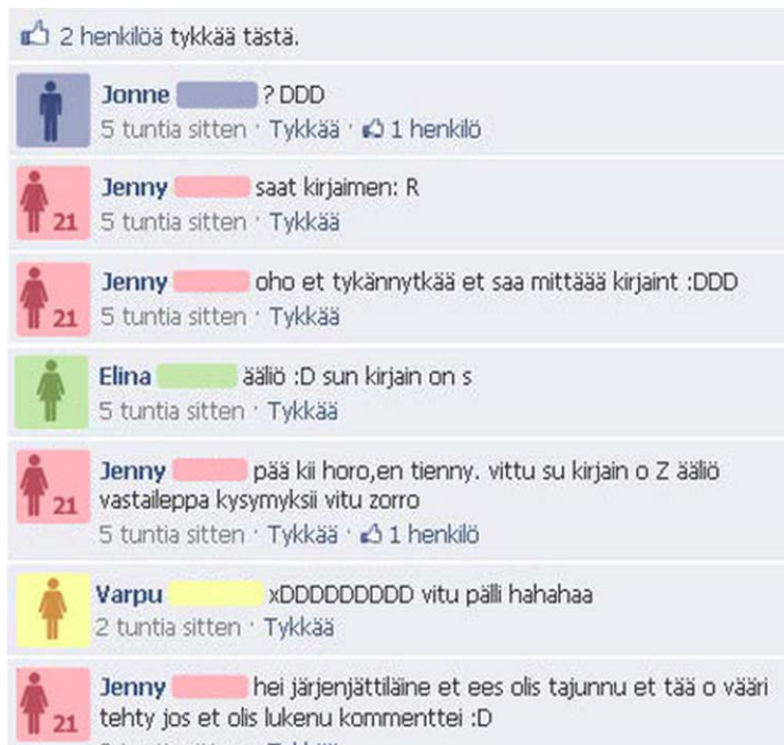 2 henkilöä tykkää tästä.
Jonne ? DDD
5 tuntia sitten · Tykkää · 1 henkilö
Jenny saat kirjaimen: R
21 5 tuntia sitten · Tykkää
Jenny oho et tykännytkää et saa mittäää kirjaint :DDD
21 5 tuntia sitten · Tykkää
Elina ääliö :D sun kirjain on s
5 tuntia sitten · Tykkää
Jenny pää kii horo,en tienny. vittu su kirjain o Z ääliö
21 vastaileppa kysymyksii vitu zorro
5 tuntia sitten · Tykkää · 1 henkilö
Varpu xDDDDDDDDD vitu pälli hahahaa
2 tuntia sitten · Tykkää
Jenny hei järjenjättiläine et ees olis tajunnu et tää o vääri
21 tehty jos et olis lukenu kommenttei :D